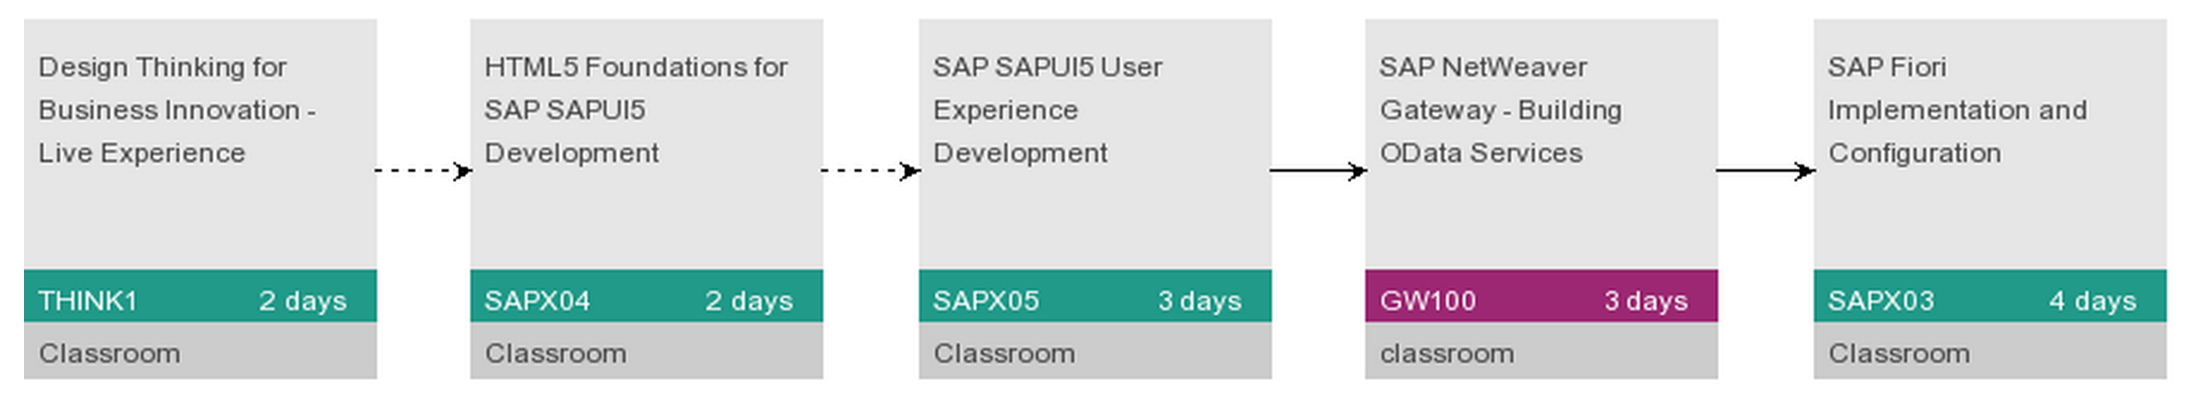 Design Thinking for
Business Innovation -
Live Experience
THINK1 2 days
Classroom
HTML5 Foundations for
SAP SAPUI5
Development
SAPX04 2 days
Classroom
SAP SAPUI5 User
Experience
Development
SAPX05 3 days
Classroom
SAP NetWeaver
Gateway - Building
OData Services
GW100 3 days
classroom
SAP Fiori
Implementation and
Configuration
SAPX03 4 days
Classroom